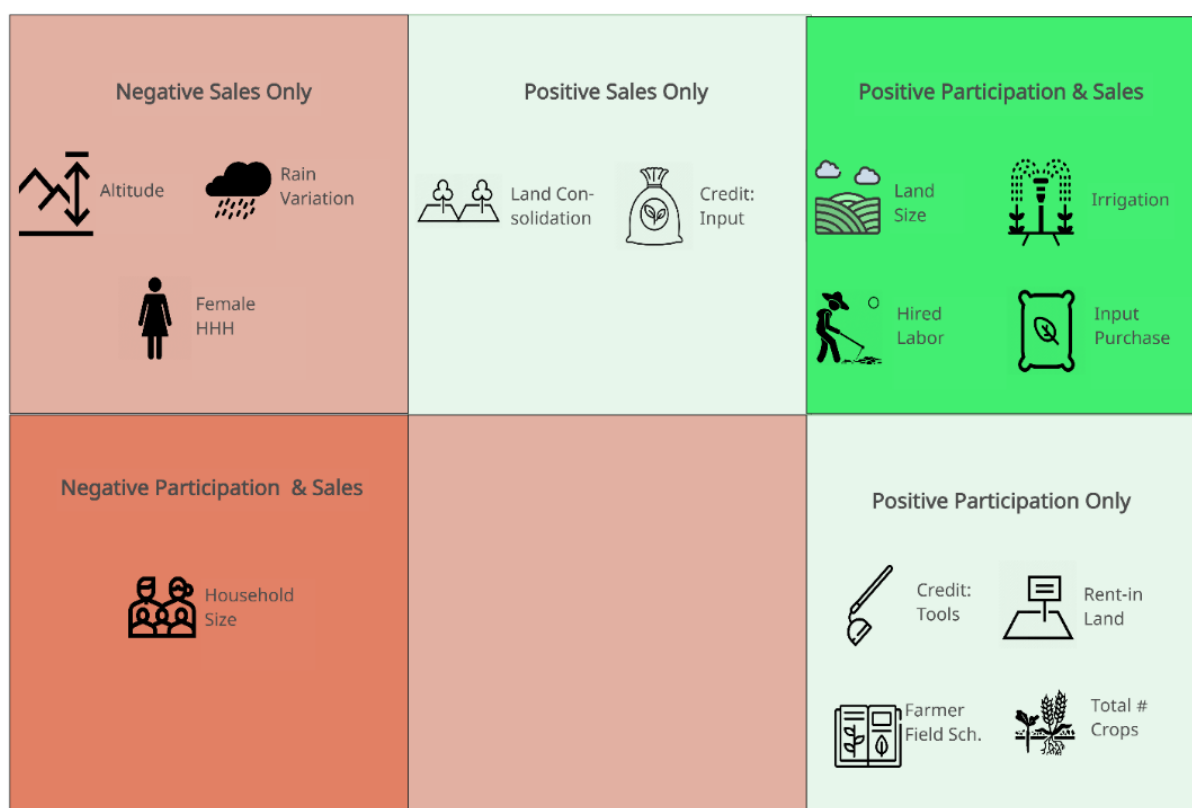 Negative Sales Only
Altitude
Rain
Variation
Female
HHH
Positive Sales Only
Land Con-
solidation
Credit:
Input
Positive Participation & Sales
Land
Size
Irrigation
Hired
Labor
Input
Purchase
Negative Participation & Sales
Household
Size
Positive Participation Only
Credit:
Tools
Rent-in
Land
Farmer
Field Sch.
Total #
Crops